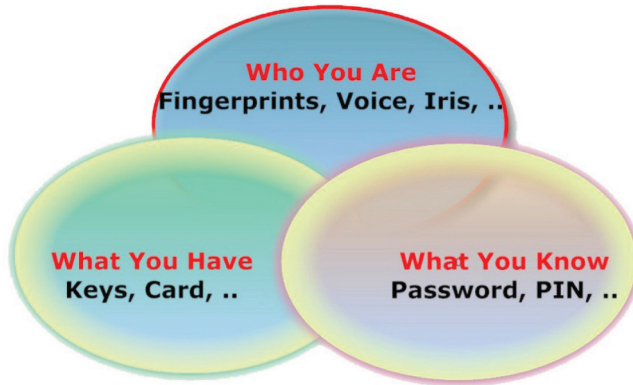 Who You Are
Fingerprints, Voice, Iris, ..
What You Have
Keys, Card, ..
What You Know
Password, PIN, ..